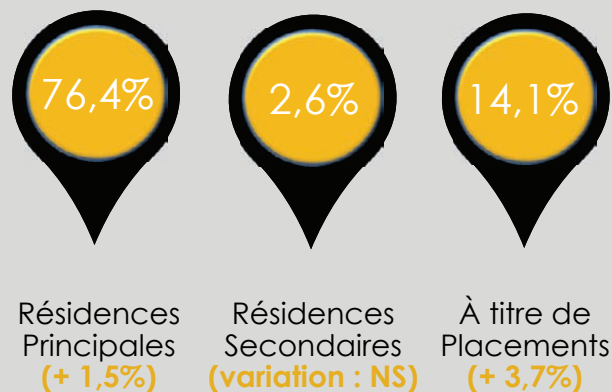 76,4%
2,6%
14,1%
Résidences
Principales
(+ 1,5%)
Résidences
Secondaires
(variation : NS)
À titre de
Placements
(+ 3,7%)